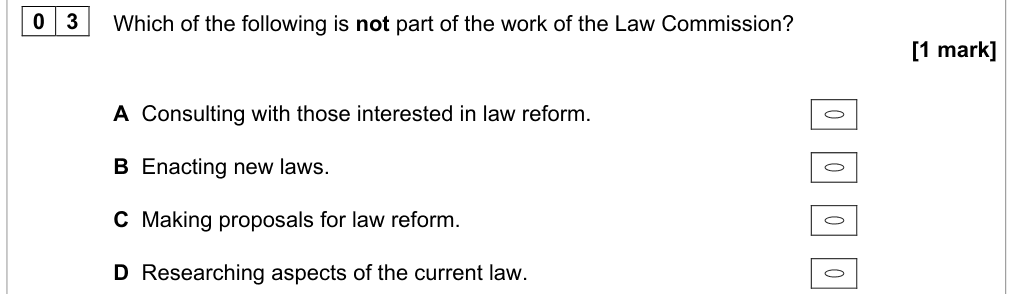 0 3 Which of the following is not part of the work of the Law Commission?
[1 mark]
A Consulting with those interested in law reform.
B Enacting new laws.
C Making proposals for law reform.
D Researching aspects of the current law.